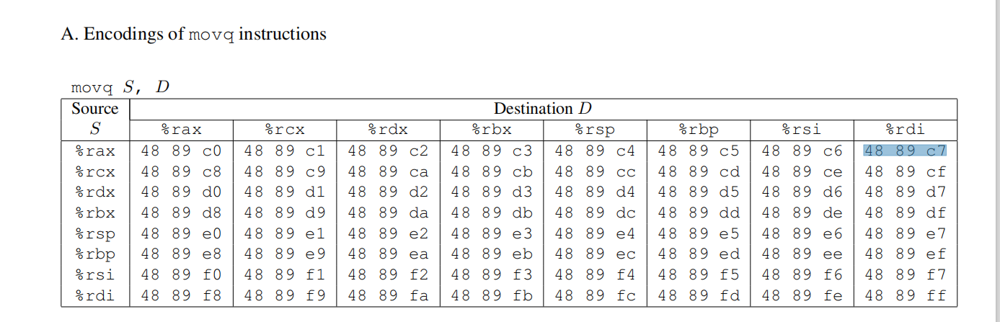 A. Encodings of movq instructions
movq S, D
Source Destination D
S %rax %rcx %rdx %rbx %rsp %rbp %rsi %rdi
%rax 48 89 c0 48 89 c1 48 89 c2 48 89 c3 48 89 c4 48 89 c5 48 89 c6 48 89 c7
%rcx 48 89 c8 48 89 c9 48 89 ca 48 89 cb 48 89 cc 48 89 cd 48 89 ce 48 89 cf
%rdx 48 89 d0 48 89 d1 48 89 d2 48 89 d3 48 89 d4 48 89 d5 48 89 d6 48 89 d7
%rbx 48 89 d8 48 89 d9 48 89 da 48 89 db 48 89 dc 48 89 dd 48 89 de 48 89 df
%rsp 48 89 e0 48 89 e1 48 89 e2 48 89 e3 48 89 e4 48 89 e5 48 89 e6 48 89 e7
%rbp 48 89 e8 48 89 e9 48 89 ea 48 89 eb 48 89 ec 48 89 ed 48 89 ee 48 89 ef
%rsi 48 89 f0 48 89 f1 48 89 f2 48 89 f3 48 89 f4 48 89 f5 48 89 f6 48 89 f7
%rdi 48 89 f8 48 89 f9 48 89 fa 48 89 fb 48 89 fc 48 89 fd 48 89 fe 48 89 ff